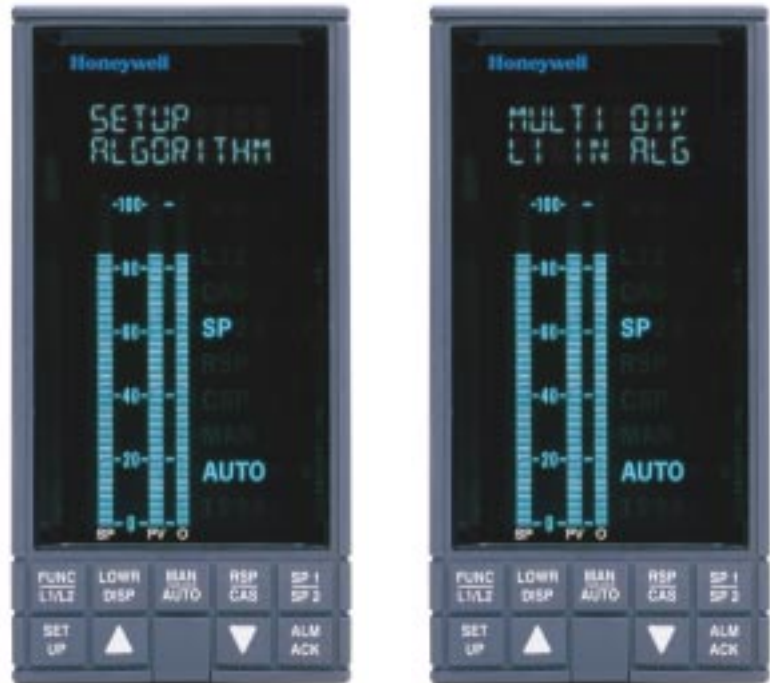 Honeywell
SETUP
ALGORITHM
-100- -
-80-
-60-
SP
-40-
-20-
AUTO
-0-
SP PV O
FUNC L1/L2
LOWR DISP
MAN AUTO
RSP CAS
SP 1 SP 2
SET UP
ALM ACK
Honeywell
MULTI DIV
LI IN ALG
-100- -
-80-
-60-
SP
-40-
-20-
AUTO
-0-
SP PV O
FUNC L1/L2
LOWR DISP
MAN AUTO
RSP CAS
SP 1 SP 2
SET UP
ALM ACK